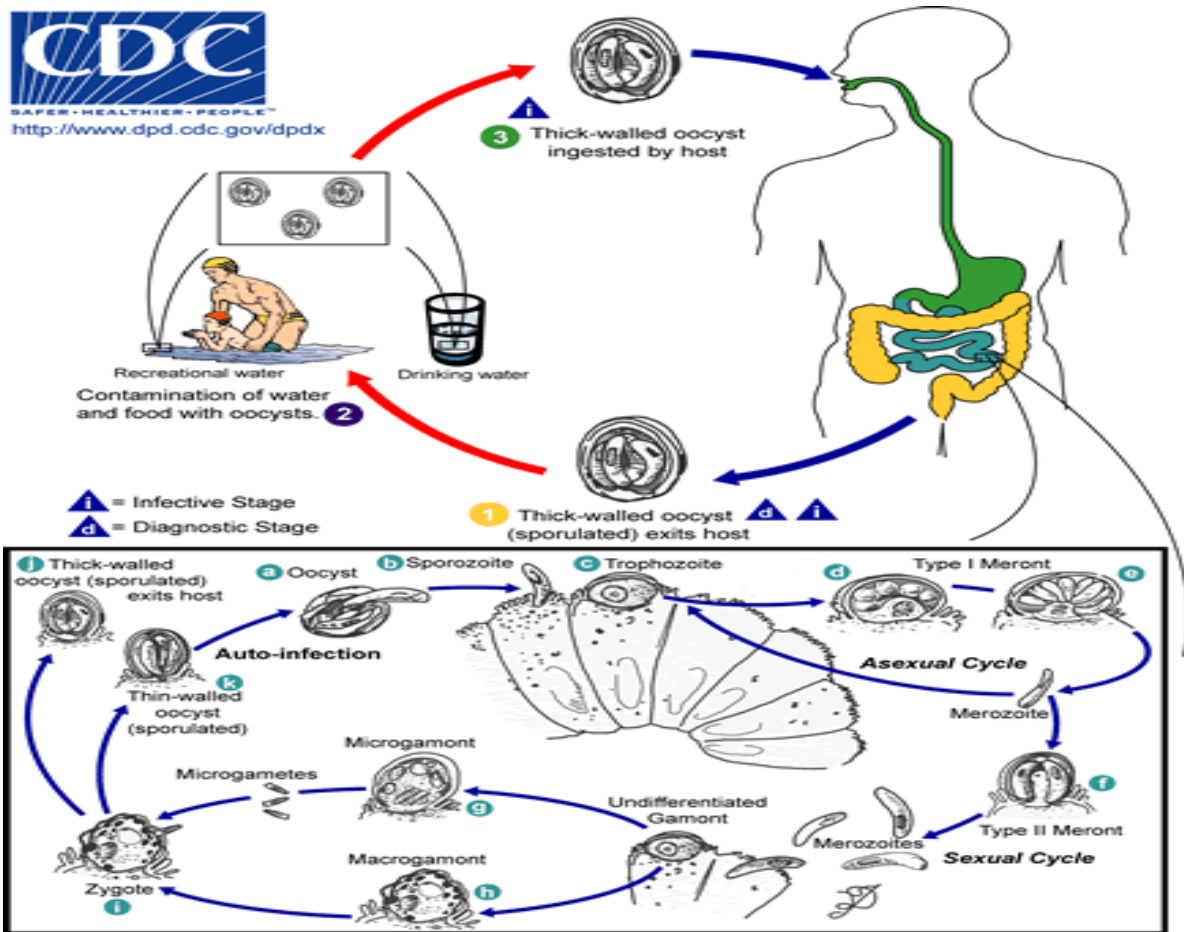 CDC
SAFER • HEALTHIER • PEOPLE™
http://www.dpd.cdc.gov/dpdx
i
3 Thick-walled oocyst
ingested by host
Recreational water
Drinking water
Contamination of water
and food with oocysts. 2
i = Infective Stage
d = Diagnostic Stage
1 Thick-walled oocyst d i
(sporulated) exits host
j Thick-walled
oocyst (sporulated)
exits host
a Oocyst
b Sporozoite
c Trophozoite
d Type I Meront e
Auto-infection
k
Thin-walled
oocyst
(sporulated)
Asexual Cycle
Merozoite
Microgamont
g
Microgametes
Undifferentiated
Gamont
f
Type II Meront
Merozoites
Sexual Cycle
Macrogamont
h
Zygote
i